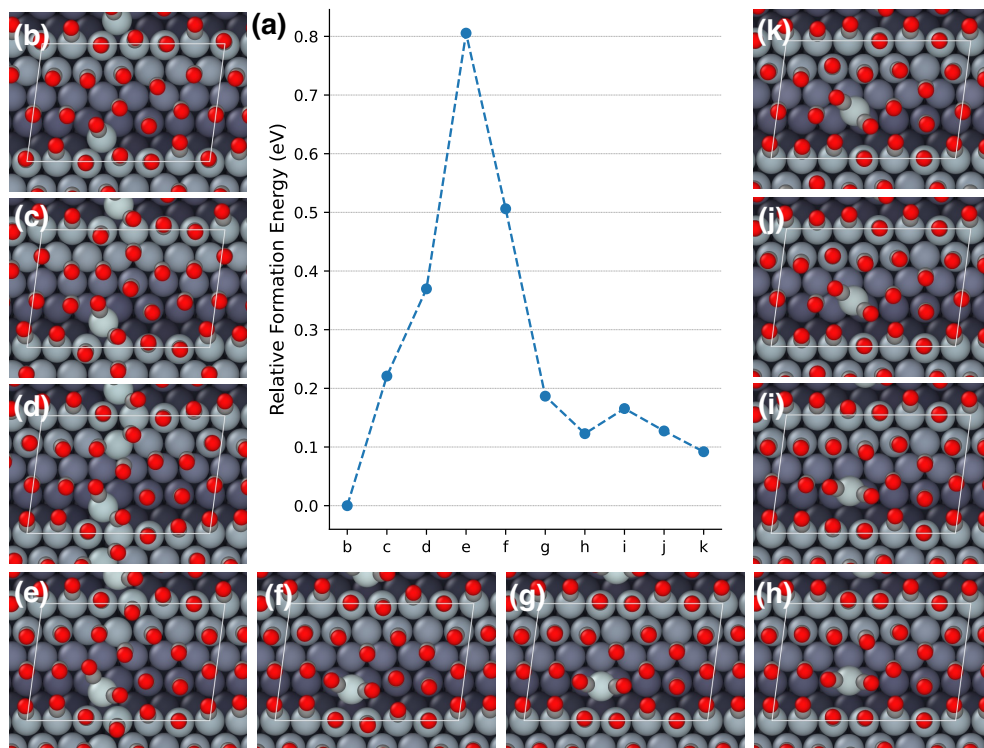 (b)
(a)
(k)
0.8
0.7
0.6
0.5
0.4
0.3
0.2
0.1
0.0
Relative Formation Energy (eV)
b c d e f g h i j k
(c)
(j)
(d)
(i)
(e)
(f)
(g)
(h)